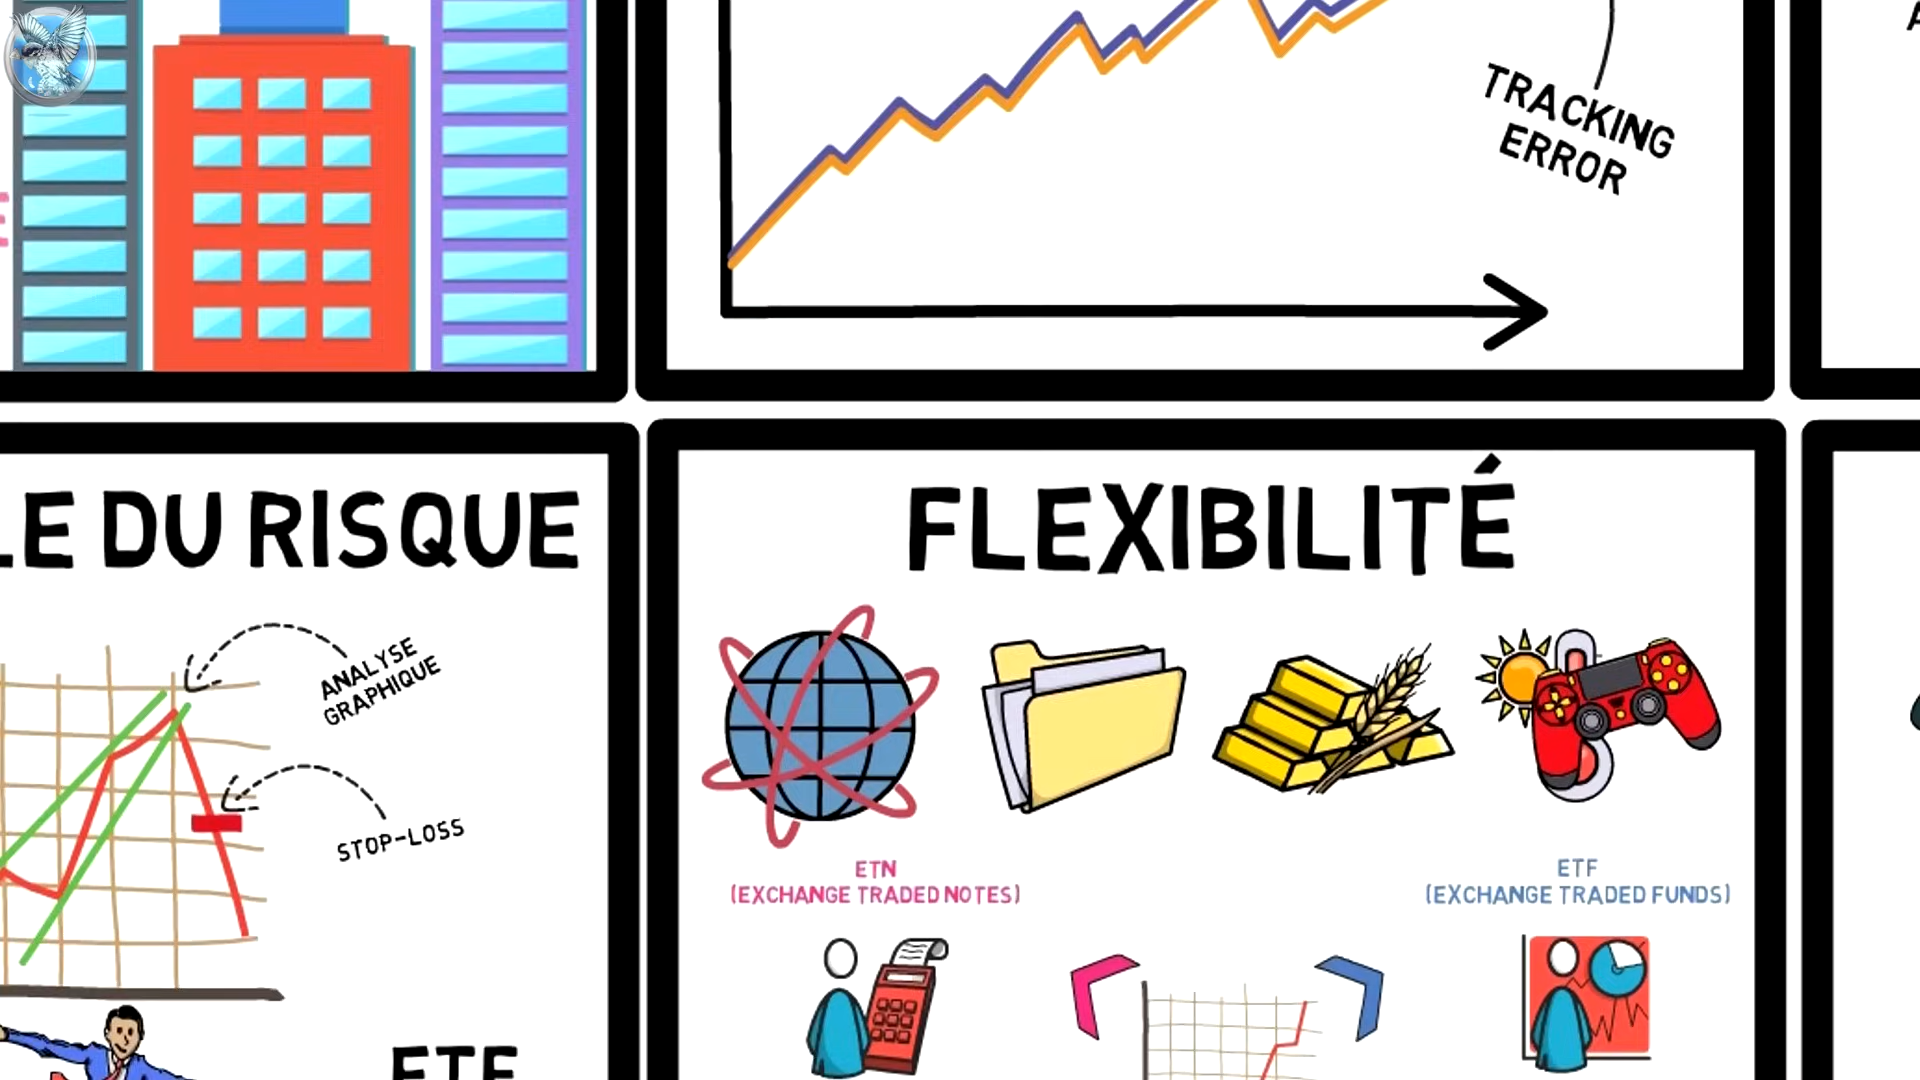 TRACKING
ERROR
LE DU RISQUE
ANALYSE
GRAPHIQUE
STOP-LOSS
FLEXIBILITÉ
ETN
(EXCHANGE TRADED NOTES)
ETF
(EXCHANGE TRADED FUNDS)
ETF